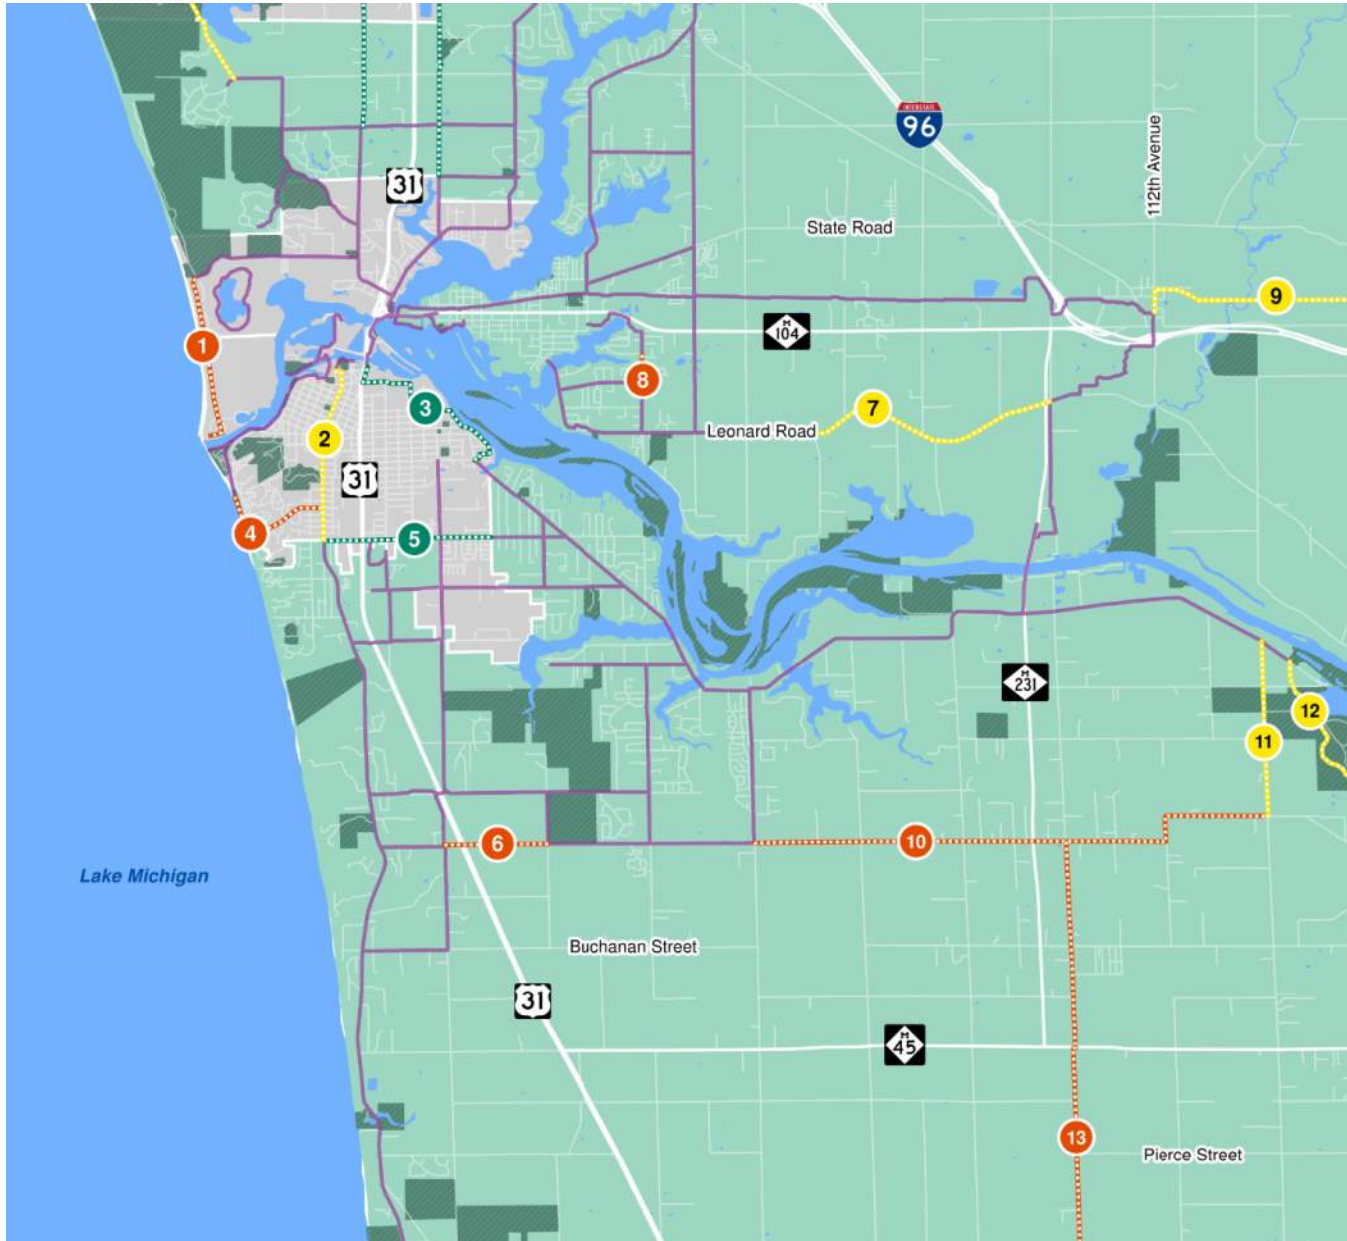 INTERSTATE
96
112th Avenue
31
State Road
9
M
104
1
8
3
7
Leonard Road
2
31
4
5
M
231
12
11
6
10
Lake Michigan
Buchanan Street
31
M
45
13
Pierce Street